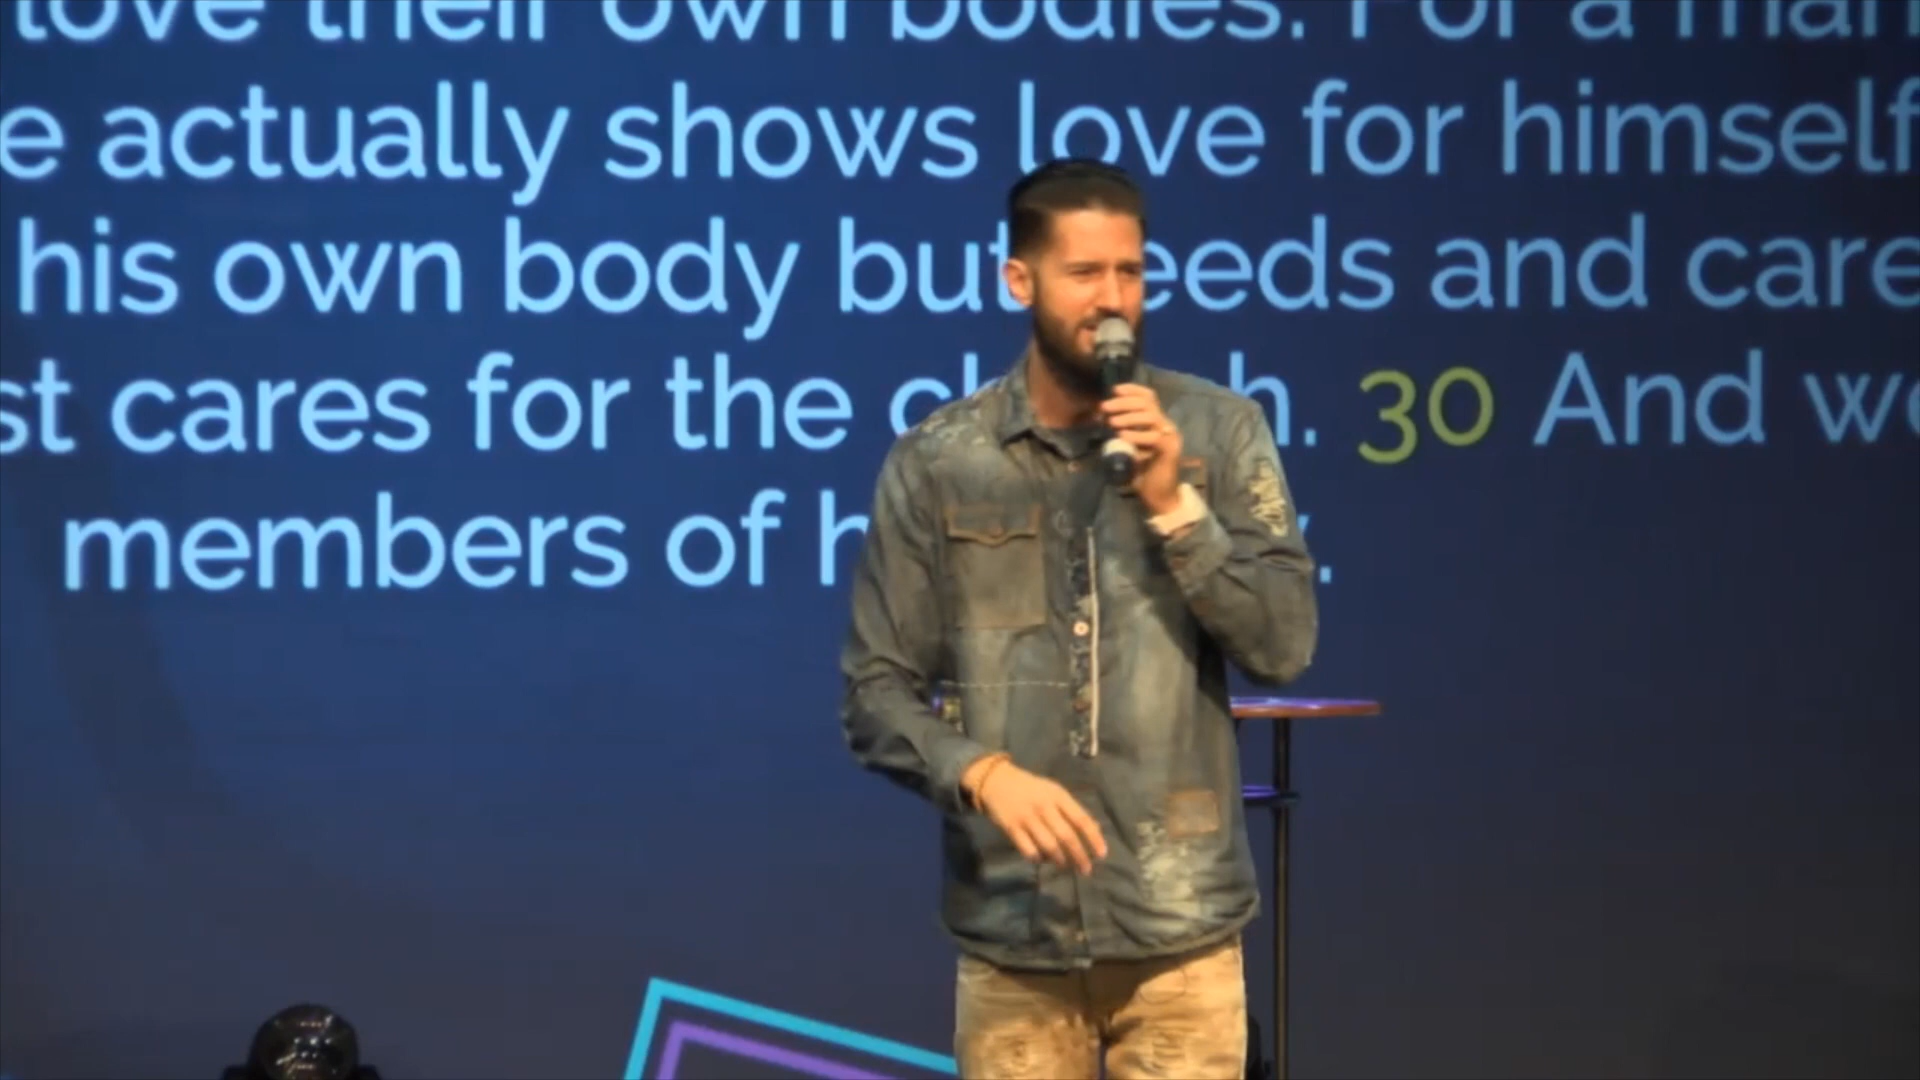 love their own bodies. For a man
e actually shows love for himself
his own body but eeds and care
st cares for the ch. 30 And we
members of h.